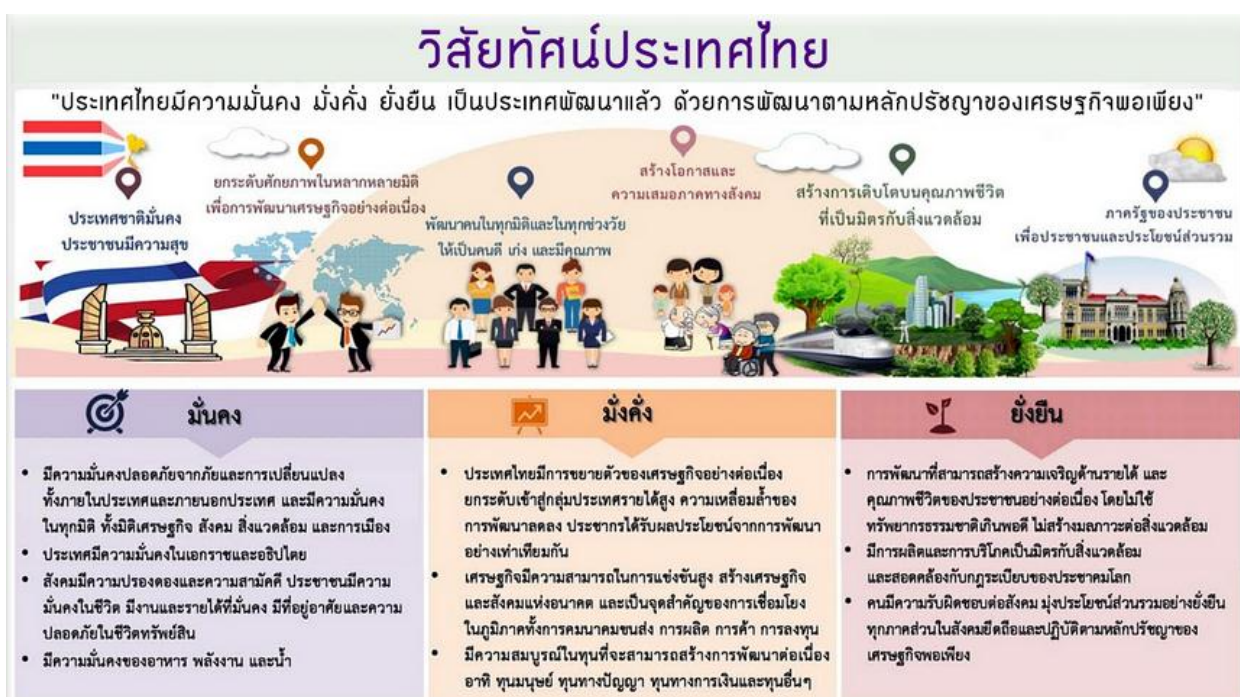 วิสัยทัศน์ประเทศไทย
"ประเทศไทยมีความมั่นคง มั่งคั่ง ยั่งยืน เป็นประเทศพัฒนาแล้ว ด้วยการพัฒนาตามหลักปรัชญาของเศรษฐกิจพอเพียง"
ประเทศชาติมั่นคง
ประชาชนมีความสุข
ยกระดับศักยภาพในหลากหลายมิติ
เพื่อการพัฒนาเศรษฐกิจอย่างต่อเนื่อง
พัฒนาคนในทุกมิติและในทุกช่วงวัย
ให้เป็นคนดี เก่ง และมีคุณภาพ
สร้างโอกาสและ
ความเสมอภาคทางสังคม
สร้างการเติบโตบนคุณภาพชีวิต
ที่เป็นมิตรกับสิ่งแวดล้อม
ภาครัฐของประชาชน
เพื่อประชาชนและประโยชน์ส่วนรวม
มั่นคง
• มีความมั่นคงปลอดภัยจากภัยและการเปลี่ยนแปลง
ทั้งภายในประเทศและภายนอกประเทศ และมีความมั่นคง
ในทุกมิติ ทั้งมิติเศรษฐกิจ สังคม สิ่งแวดล้อม และการเมือง
• ประเทศมีความมั่นคงในเอกราชและอธิปไตย
• สังคมมีความปรองดองและความสามัคคี ประชาชนมีความ
มั่นคงในชีวิต มีงานและรายได้ที่มั่นคง มีที่อยู่อาศัยและความ
ปลอดภัยในชีวิตทรัพย์สิน
• มีความมั่นคงของอาหาร พลังงาน และน้ำ
มั่งคั่ง
• ประเทศไทยมีการขยายตัวของเศรษฐกิจอย่างต่อเนื่อง
ยกระดับเข้าสู่กลุ่มประเทศรายได้สูง ความเหลื่อมล้ำของ
การพัฒนาลดลง ประชากรได้รับผลประโยชน์จากการพัฒนา
อย่างเท่าเทียมกัน
• เศรษฐกิจมีความสามารถในการแข่งขันสูง สร้างเศรษฐกิจ
และสังคมแห่งอนาคต และเป็นจุดสำคัญของการเชื่อมโยง
ในภูมิภาคทั้งการคมนาคมขนส่ง การผลิต การค้า การลงทุน
• มีความสมบูรณ์ในทุนที่จะสามารถสร้างการพัฒนาต่อเนื่อง
อาทิ ทุนมนุษย์ ทุนทางปัญญา ทุนทางการเงินและทุนอื่นๆ
ยั่งยืน
• การพัฒนาที่สามารถสร้างความเจริญด้านรายได้ และ
คุณภาพชีวิตของประชาชนอย่างต่อเนื่อง โดยไม่ใช้
ทรัพยากรธรรมชาติเกินพอดี ไม่สร้างมลภาวะต่อสิ่งแวดล้อม
• มีการผลิตและการบริโภคเป็นมิตรกับสิ่งแวดล้อม
และสอดคล้องกับกฎระเบียบของประชาคมโลก
• คนมีความรับผิดชอบต่อสังคม มุ่งประโยชน์ส่วนรวมอย่างยั่งยืน
ทุกภาคส่วนในสังคมยึดถือและปฏิบัติตามหลักปรัชญาของ
เศรษฐกิจพอเพียง